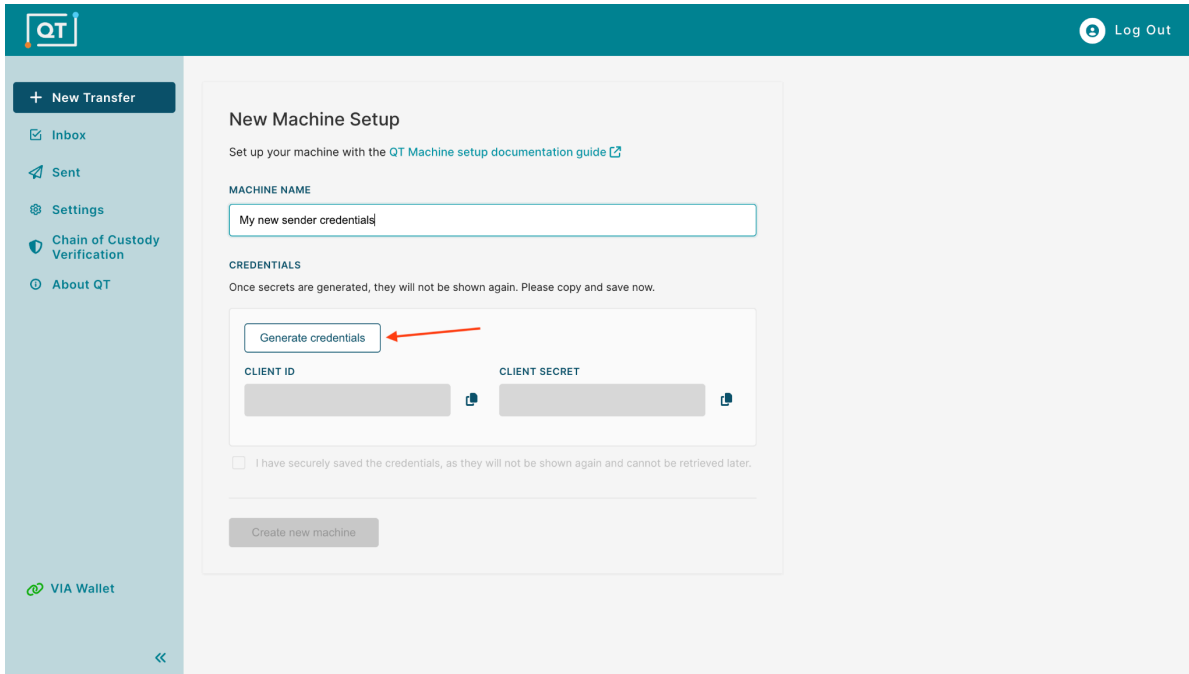 QT
Log Out
New Transfer
Inbox
Sent
Settings
Chain of Custody
Verification
About QT
VIA Wallet
New Machine Setup
Set up your machine with the QT Machine setup documentation guide
MACHINE NAME
My new sender credentials
CREDENTIALS
Once secrets are generated, they will not be shown again. Please copy and save now.
Generate credentials
CLIENT ID
CLIENT SECRET
I have securely saved the credentials, as they will not be shown again and cannot be retrieved later.
Create new machine